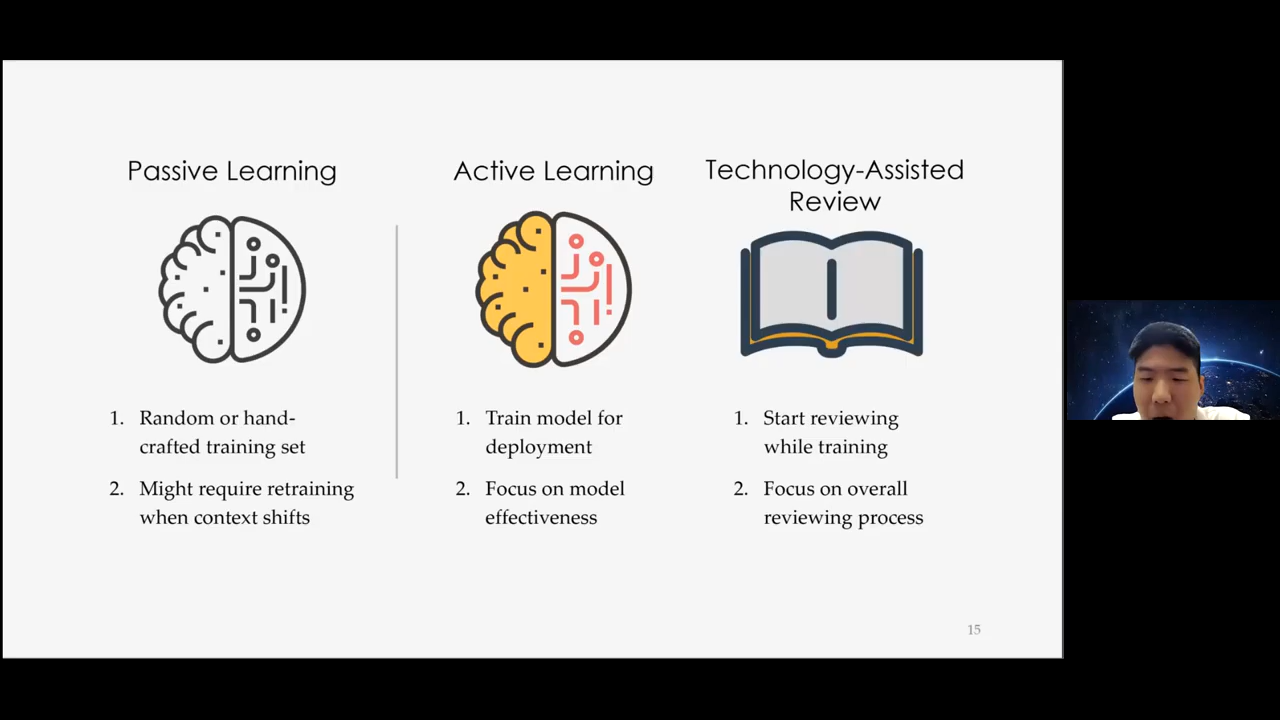 Passive Learning
1. Random or hand-
crafted training set
2. Might require retraining
when context shifts
Active Learning
1. Train model for
deployment
2. Focus on model
effectiveness
Technology-Assisted
Review
1. Start reviewing
while training
2. Focus on overall
reviewing process
15